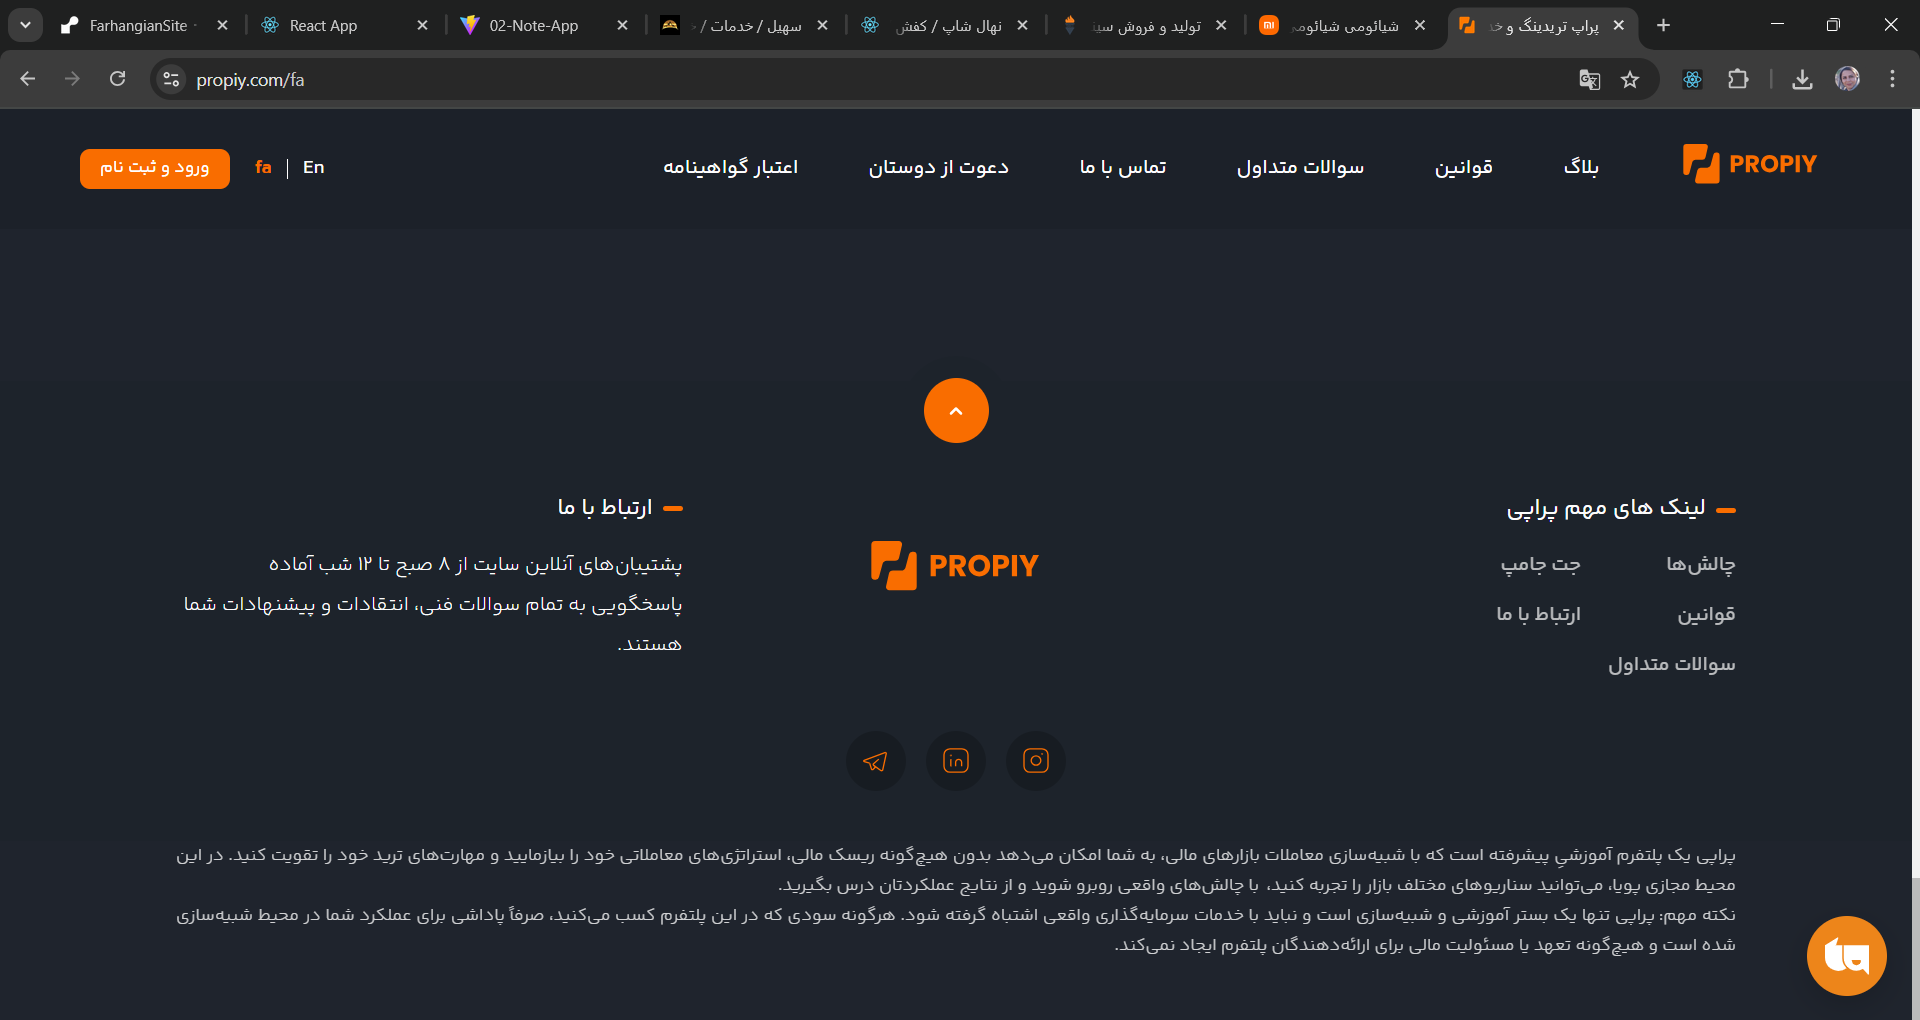 FarhangianSite
React App
02-Note-App
سهیل / خدمات /
نهال شاپ / کفش
تولید و فروش سینی
شیائومی شیائومی
پراپ تریدینگ و خد
propiy.com/fa
PROPIY
بلاگ
قوانین
سوالات متداول
تماس با ما
دعوت از دوستان
اعتبار گواهینامه
En
fa
ورود و ثبت نام
لینک های مهم پراپی
چالش‌ها
جت جامپ
قوانین
ارتباط با ما
سوالات متداول
PROPIY
ارتباط با ما
پشتیبان‌های آنلاین سایت از ۸ صبح تا ۱۲ شب آماده
پاسخگویی به تمام سوالات فنی، انتقادات و پیشنهادات شما
هستند.
پراپی یک پلتفرم آموزشیِ پیشرفته است که با شبیه‌سازی معاملات بازارهای مالی، به شما امکان می‌دهد بدون هیچ‌گونه ریسک مالی، استراتژی‌های معاملاتی خود را بیازمایید و مهارت‌های ترید خود را تقویت کنید. در این
محیط مجازی پویا، می‌توانید سناریوهای مختلف بازار را تجربه کنید، با چالش‌های واقعی روبرو شوید و از نتایج عملکردتان درس بگیرید.
نکته مهم: پراپی تنها یک بستر آموزشی و شبیه‌سازی است و نباید با خدمات سرمایه‌گذاری واقعی اشتباه گرفته شود. هرگونه سودی که در این پلتفرم کسب می‌کنید، صرفاً پاداشی برای عملکرد شما در محیط شبیه‌سازی
شده است و هیچ‌گونه تعهد یا مسئولیت مالی برای ارائه‌دهندگان پلتفرم ایجاد نمی‌کند.